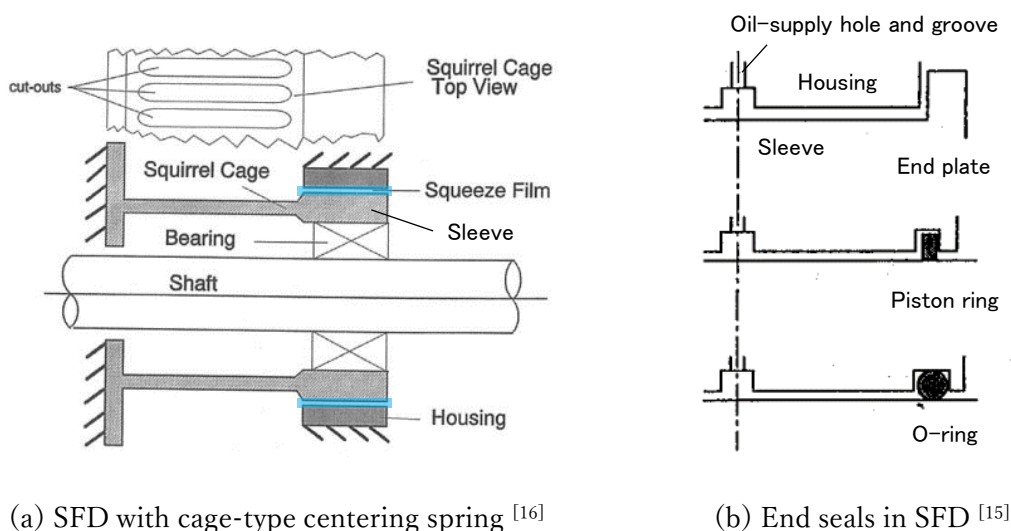 cut-outs
Squirrel Cage
Top View
Squirrel Cage
Squeeze Film
Sleeve
Bearing
Shaft
Housing
(a) SFD with cage-type centering spring [16]
Oil-supply hole and groove
Housing
Sleeve
End plate
Piston ring
O-ring
(b) End seals in SFD [15]